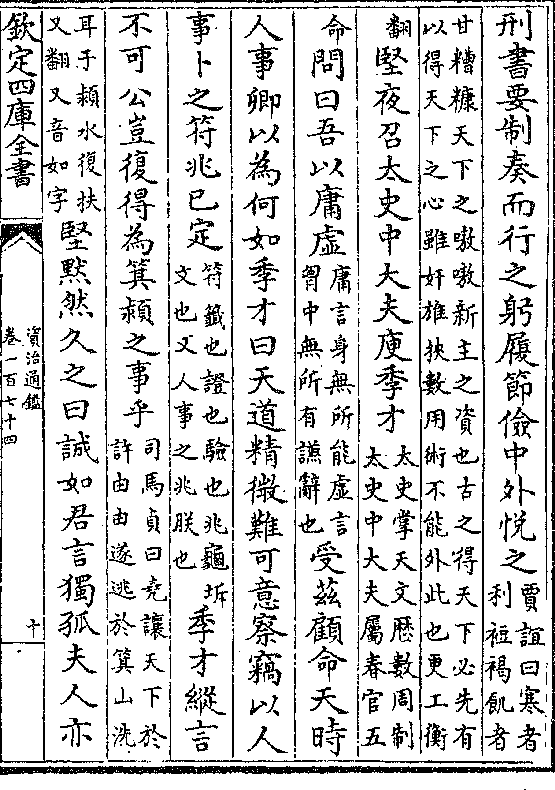 刑書要制奏而行之躬履節儉中外悅之賈誼曰寒者利裋褐飢者
甘糟糠天下之嗷嗷新主之資也古之得天下必先有以得天下之心雖奸雄挾數用術不能外此也更工衡
翻堅夜召太史中大夫庾季才太史掌天文厯數周制太史中大夫屬春官五
命問曰吾以庸虛庸言身無所能虛言胷中無所有謙辭也受兹顧命天時
人事卿以為何如季才曰天道精微難可意察竊以人
事卜之符兆已定符籤也證也驗也兆龜坼文也又人事之兆朕也季才縱言
不可公豈復得為箕潁之事乎司馬貞曰堯讓天下於許由由遂逃於箕山洗
耳于潁水復扶又翻又音如字堅黙然久之曰誠如君言獨孤夫人亦
欽定四庫全書
資治通鑑
卷一百七十四
十